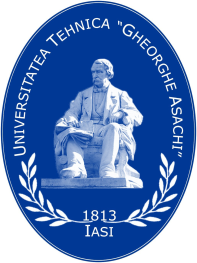 UNIVERSITATEA TEHNICA "GHEORGHE ASACHI"
1813
IASI